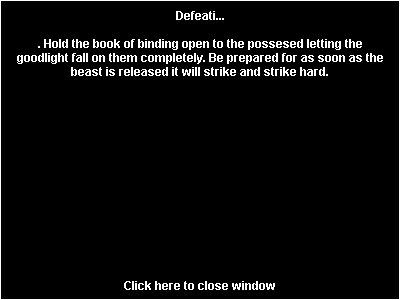 Defeati...
. Hold the book of binding open to the possesed letting the
goodlight fall on them completely. Be prepared for as soon as the
beast is released it will strike and strike hard.
Click here to close window